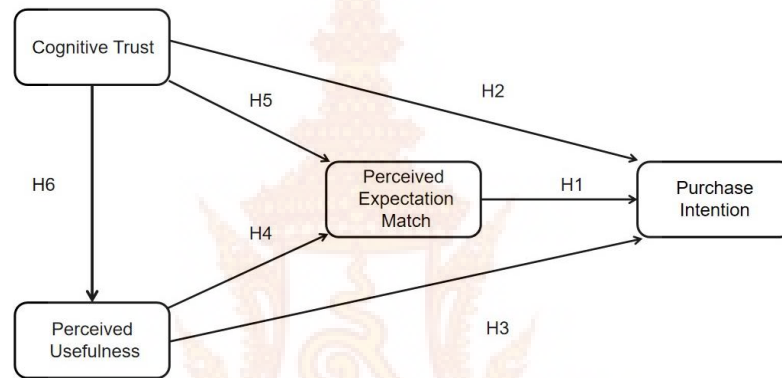 Cognitive Trust
H2
H5
Perceived
Expectation
Match
H1
Purchase
Intention
H6
H4
H3
Perceived
Usefulness